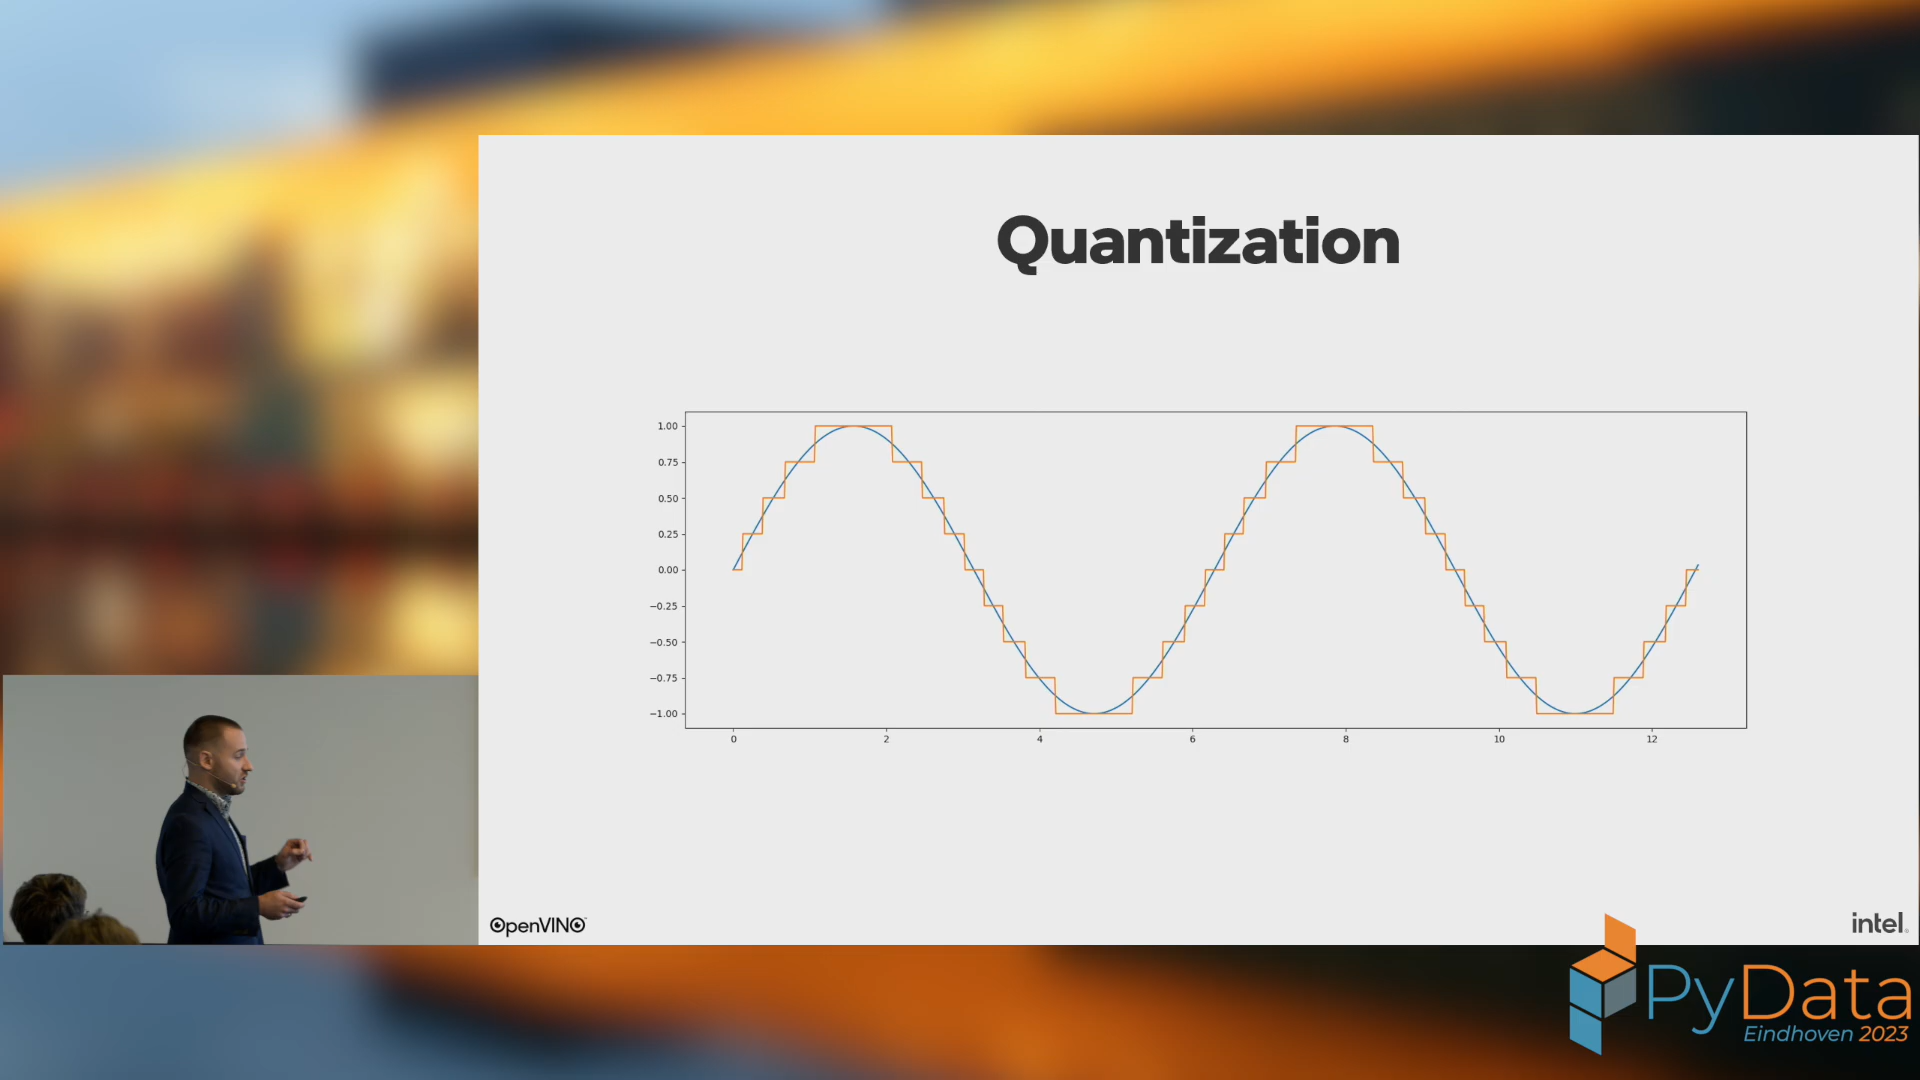 Quantization
1.00
0.75
0.50
0.25
0.00
−0.25
−0.50
−0.75
−1.00
0 2 4 6 8 10 12
OpenVINO
intel.
PyData
Eindhoven 2023